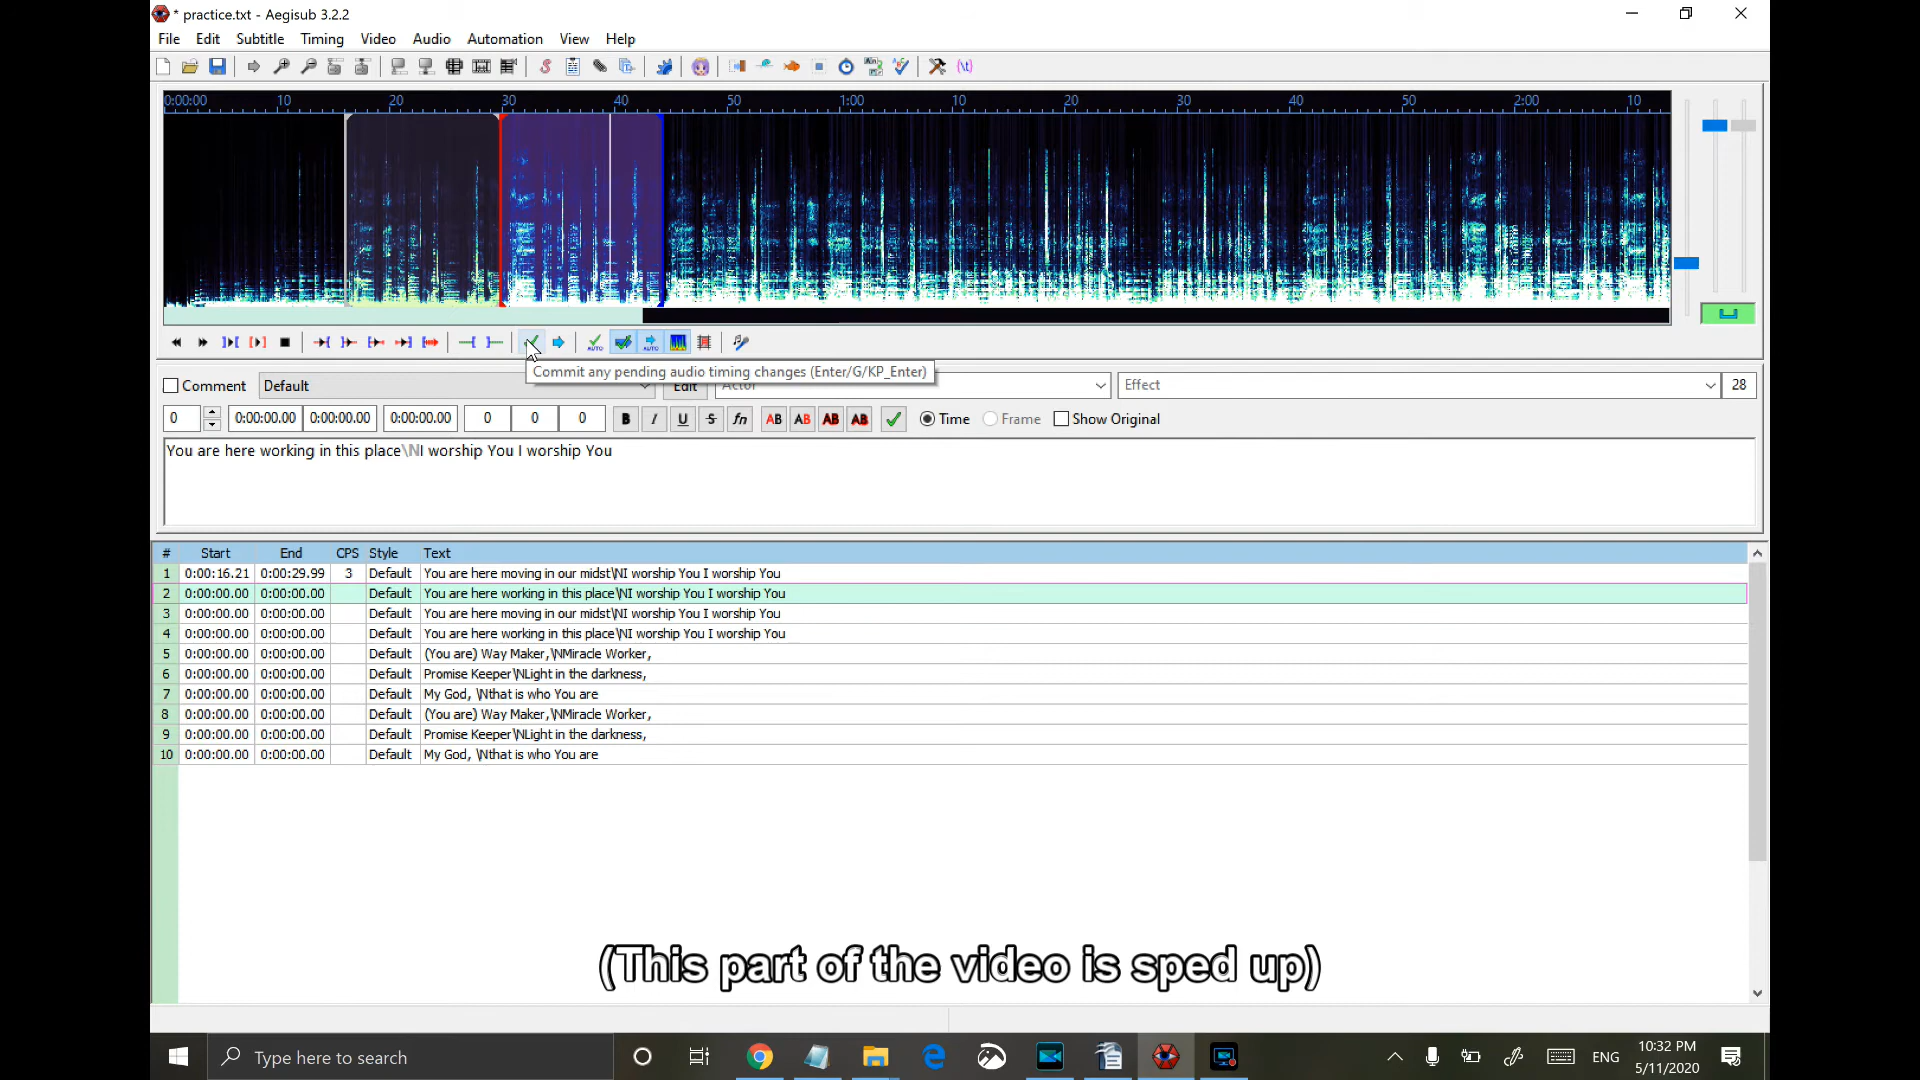 * practice.txt - Aegisub 3.2.2
File Edit Subtitle Timing Video Audio Automation View Help
0:00:00 10 20 30 40 50 1:00 10 20 30 40 50 2:00 10
Commit any pending audio timing changes (Enter/G/KP_Enter)
Comment Default Edit Actor Effect 28
0 0:00:00.00 0:00:00.00 0:00:00.00 0 0 0 B I U S fn AB AB AB AB Time Frame Show Original
You are here working in this place\NI worship You I worship You
# Start End CPS Style Text
1 0:00:16.21 0:00:29.99 3 Default You are here moving in our midst\NI worship You I worship You
2 0:00:00.00 0:00:00.00 Default You are here working in this place\NI worship You I worship You
3 0:00:00.00 0:00:00.00 Default You are here moving in our midst\NI worship You I worship You
4 0:00:00.00 0:00:00.00 Default You are here working in this place\NI worship You I worship You
5 0:00:00.00 0:00:00.00 Default (You are) Way Maker,\NMiracle Worker,
6 0:00:00.00 0:00:00.00 Default Promise Keeper\NLight in the darkness,
7 0:00:00.00 0:00:00.00 Default My God, \Nthat is who You are
8 0:00:00.00 0:00:00.00 Default (You are) Way Maker,\NMiracle Worker,
9 0:00:00.00 0:00:00.00 Default Promise Keeper\NLight in the darkness,
10 0:00:00.00 0:00:00.00 Default My God, \Nthat is who You are
(This part of the video is sped up)
Type here to search
ENG
10:32 PM
5/11/2020